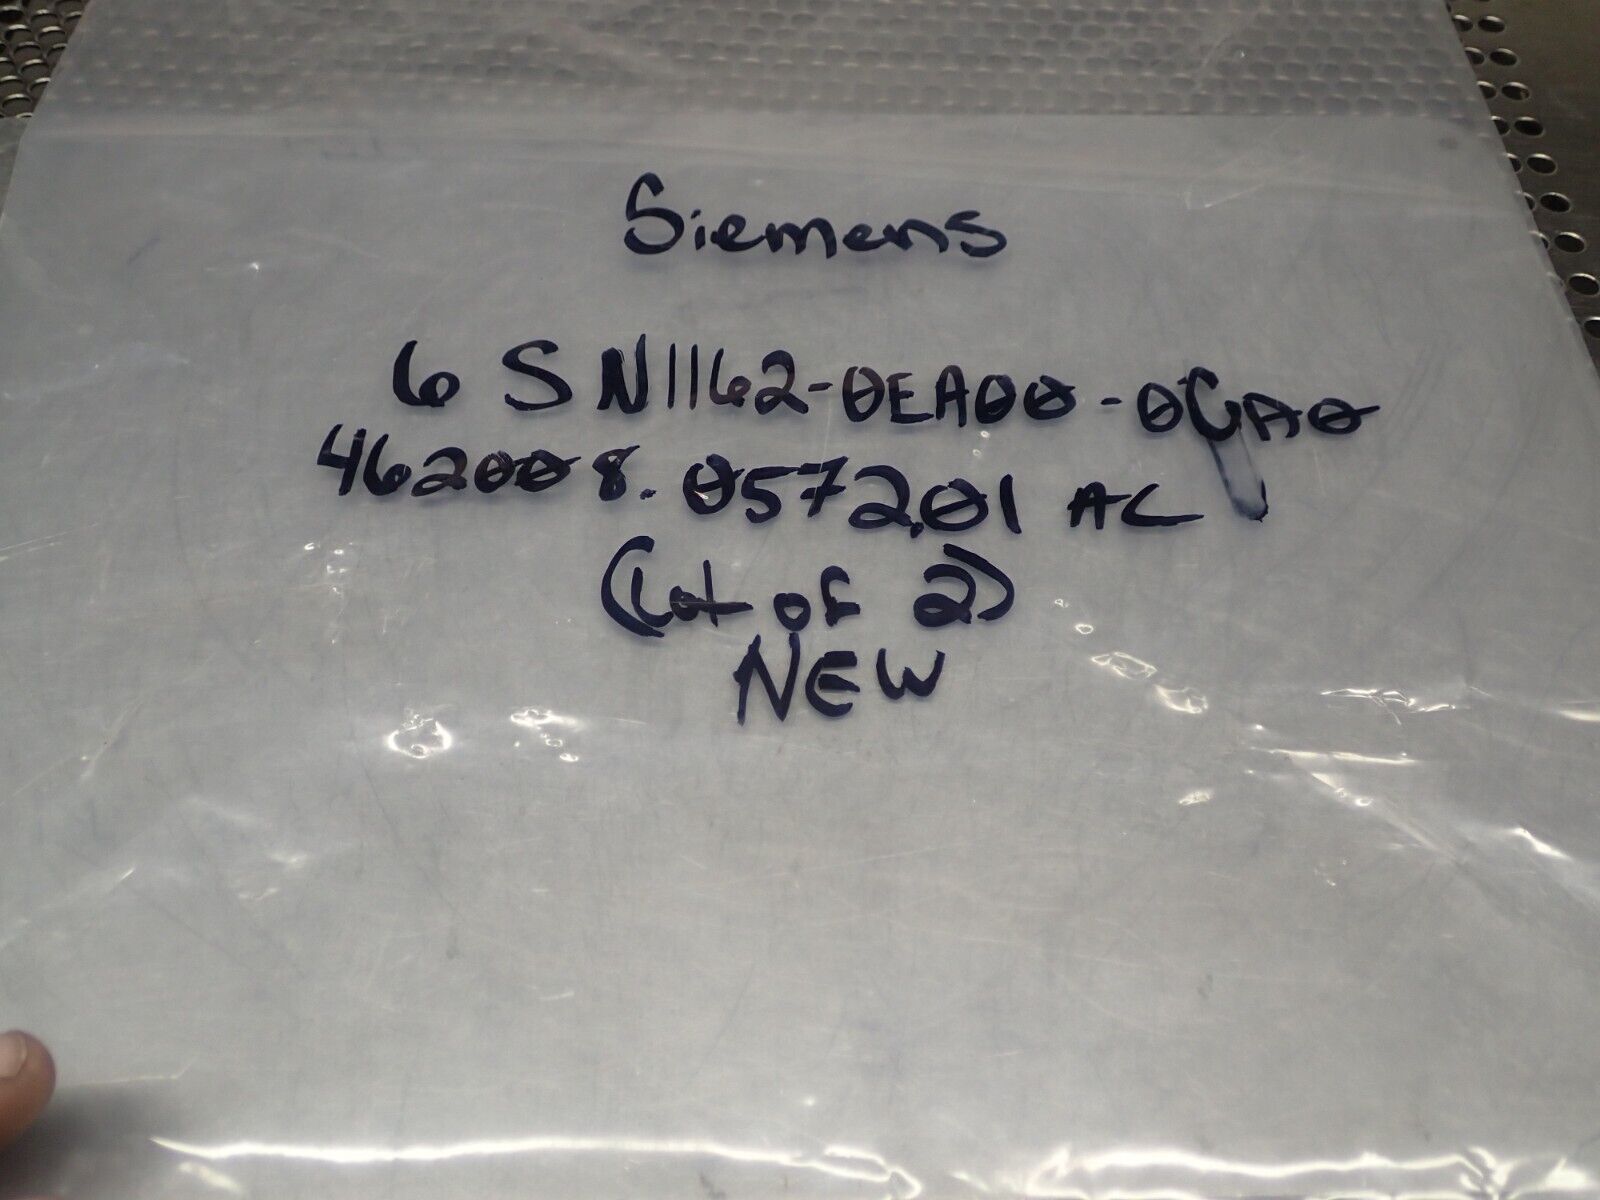 Siemens
6SN1162-0EA00-0CA0
462008.0572.01 AC
(Lot of 2)
NEW